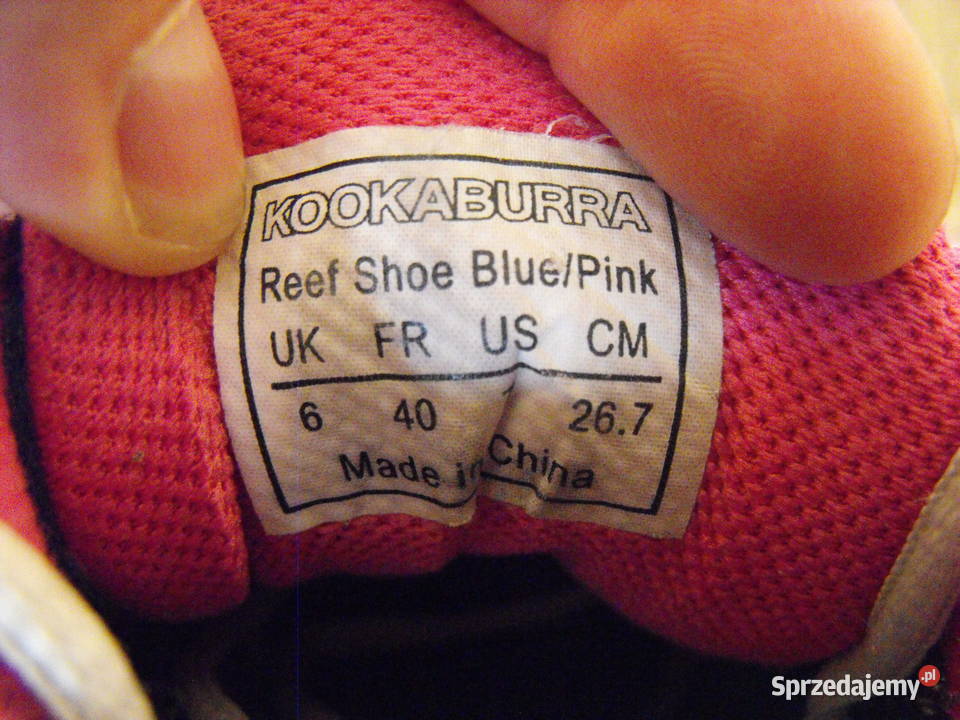 KOOKABURRA
Reef Shoe Blue/Pink
UK FR US CM
6 40 26.7
Made in China
Sprzedajemy.pl